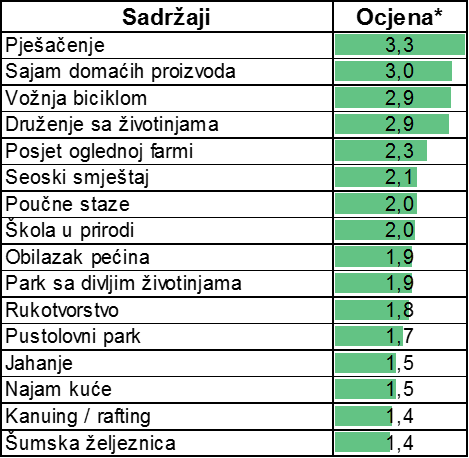 Sadržaji Ocjena*
Pješačenje 3,3
Sajam domaćih proizvoda 3,0
Vožnja biciklom 2,9
Druženje sa životinjama 2,9
Posjet oglednoj farmi 2,3
Seoski smještaj 2,1
Poučne staze 2,0
Škola u prirodi 2,0
Obilazak pećina 1,9
Park sa divljim životinjama 1,9
Rukotvorstvo 1,8
Pustolovni park 1,7
Jahanje 1,5
Najam kuće 1,5
Kanuing / rafting 1,4
Šumska željeznica 1,4